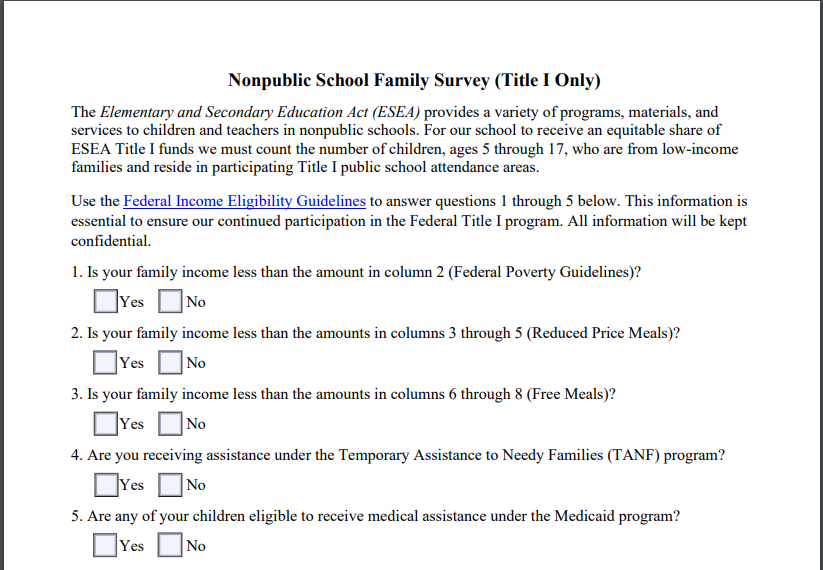 Nonpublic School Family Survey (Title I Only)
The Elementary and Secondary Education Act (ESEA) provides a variety of programs, materials, and
services to children and teachers in nonpublic schools. For our school to receive an equitable share of
ESEA Title I funds we must count the number of children, ages 5 through 17, who are from low-income
families and reside in participating Title I public school attendance areas.
Use the Federal Income Eligibility Guidelines to answer questions 1 through 5 below. This information is
essential to ensure our continued participation in the Federal Title I program. All information will be kept
confidential.
1. Is your family income less than the amount in column 2 (Federal Poverty Guidelines)?
Yes No
2. Is your family income less than the amounts in columns 3 through 5 (Reduced Price Meals)?
Yes No
3. Is your family income less than the amounts in columns 6 through 8 (Free Meals)?
Yes No
4. Are you receiving assistance under the Temporary Assistance to Needy Families (TANF) program?
Yes No
5. Are any of your children eligible to receive medical assistance under the Medicaid program?
Yes No